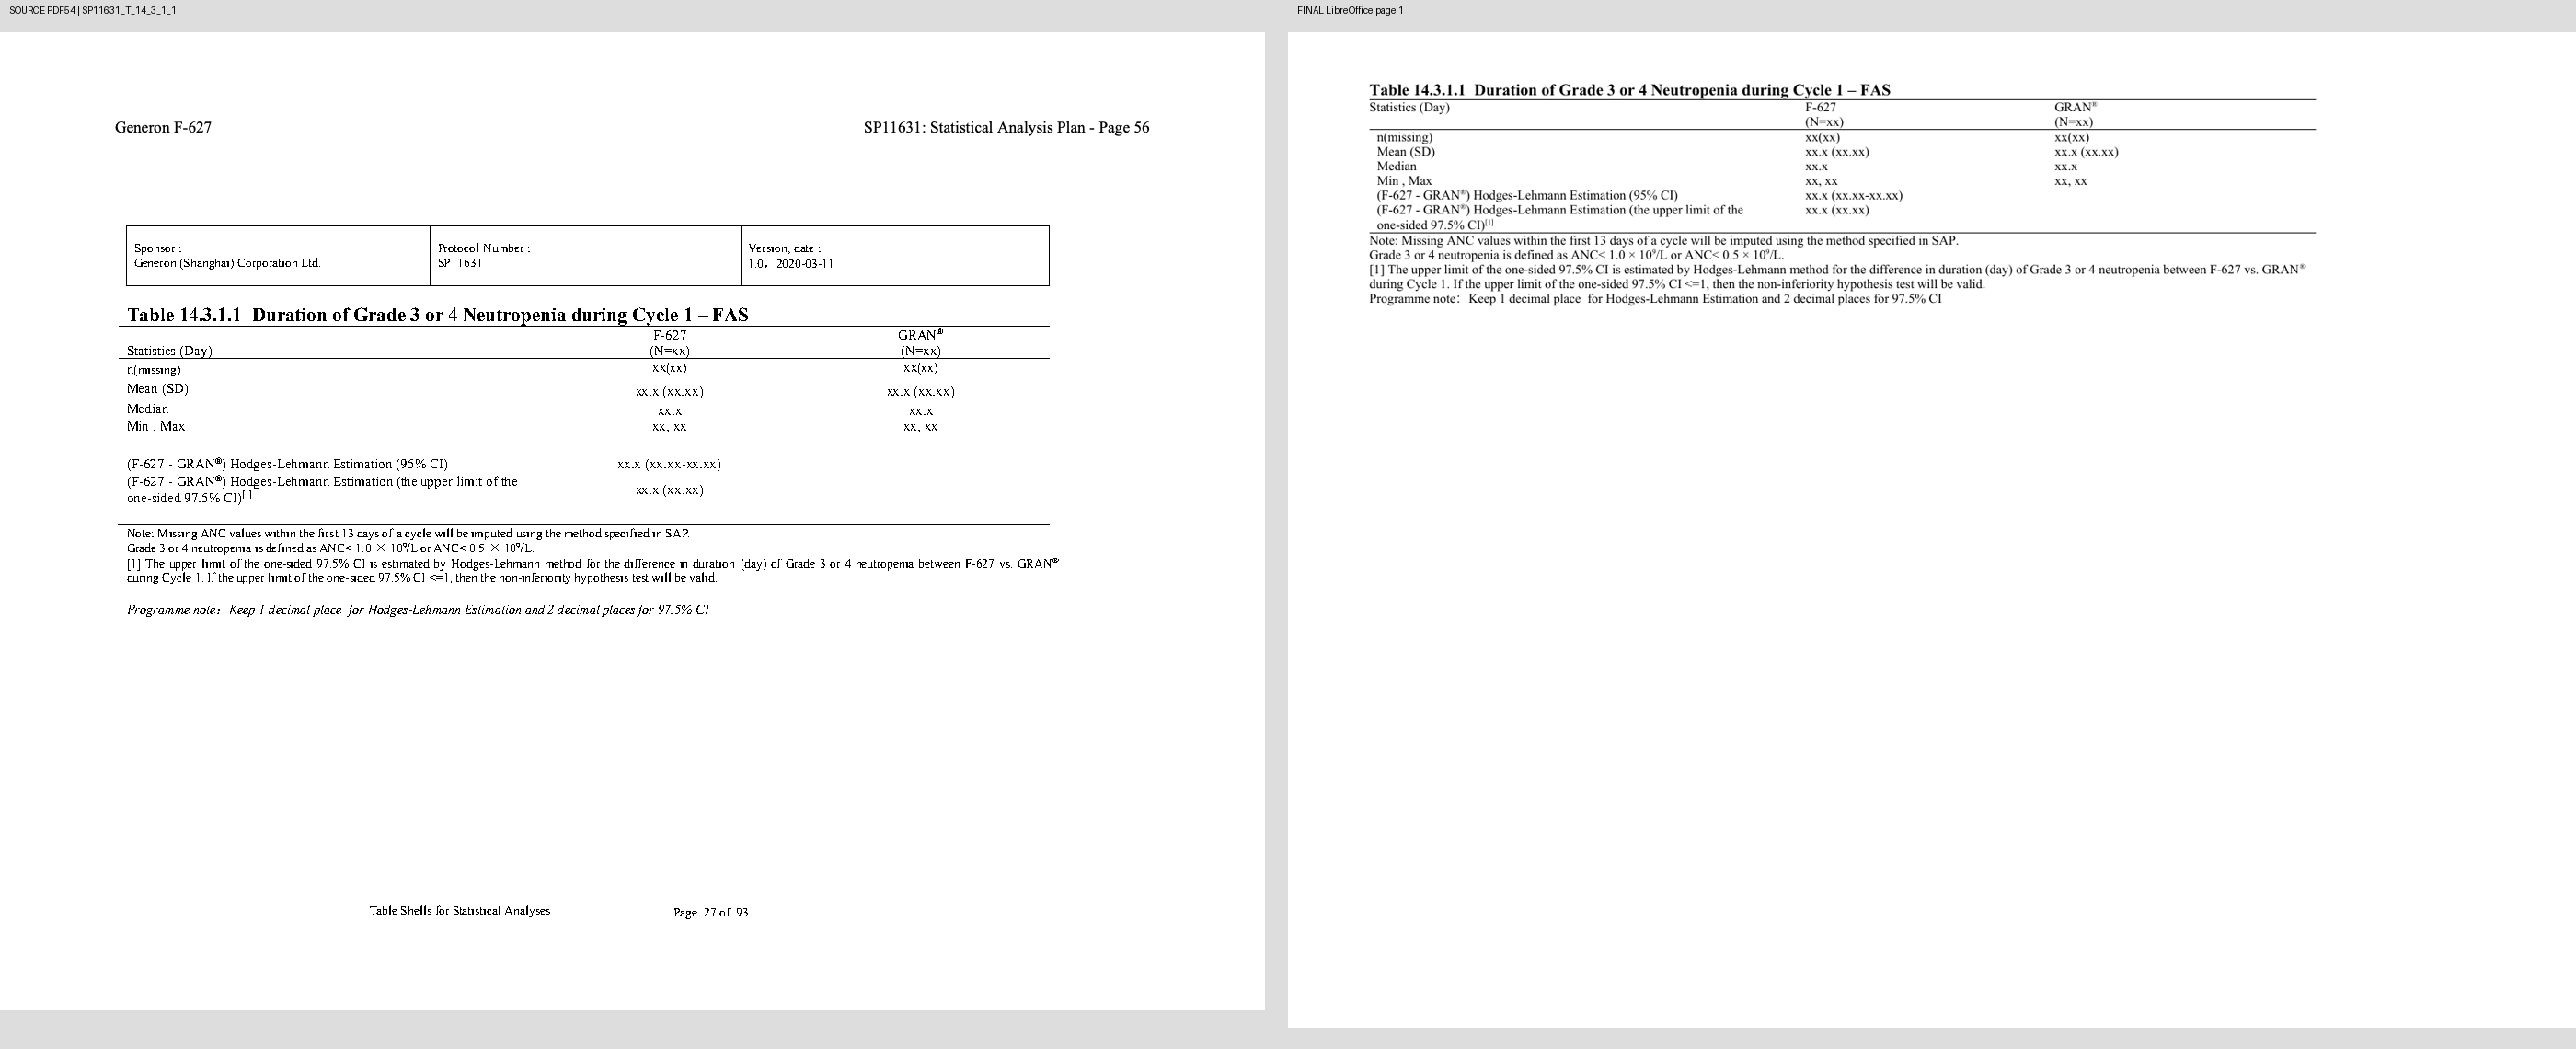 SOURCE PDF54 | SP11631_T_14_3_1_1
Generon F-627 SP11631: Statistical Analysis Plan - Page 56
Sponsor : Protocol Number : Version, date :
Generon (Shanghai) Corporation Ltd. SP11631 1.0，2020-03-11
Table 14.3.1.1 Duration of Grade 3 or 4 Neutropenia during Cycle 1 – FAS
F-627 GRAN®
Statistics (Day) (N=xx) (N=xx)
n(missing) xx(xx) xx(xx)
Mean (SD) xx.x (xx.xx) xx.x (xx.xx)
Median xx.x xx.x
Min , Max xx, xx xx, xx
(F-627 - GRAN®) Hodges-Lehmann Estimation (95% CI) xx.x (xx.xx-xx.xx)
(F-627 - GRAN®) Hodges-Lehmann Estimation (the upper limit of the
one-sided 97.5% CI)[1] xx.x (xx.xx)
Note: Missing ANC values within the first 13 days of a cycle will be imputed using the method specified in SAP.
Grade 3 or 4 neutropenia is defined as ANC< 1.0 × 10⁹/L or ANC< 0.5 × 10⁹/L.
[1] The upper limit of the one-sided 97.5% CI is estimated by Hodges-Lehmann method for the difference in duration (day) of Grade 3 or 4 neutropenia between F-627 vs. GRAN®
during Cycle 1. If the upper limit of the one-sided 97.5% CI <=1, then the non-inferiority hypothesis test will be valid.
Programme note：Keep 1 decimal place for Hodges-Lehmann Estimation and 2 decimal places for 97.5% CI
Table Shells for Statistical Analyses Page 27 of 93
FINAL LibreOffice page 1
Table 14.3.1.1 Duration of Grade 3 or 4 Neutropenia during Cycle 1 – FAS
Statistics (Day) F-627 GRAN®
(N=xx) (N=xx)
n(missing) xx(xx) xx(xx)
Mean (SD) xx.x (xx.xx) xx.x (xx.xx)
Median xx.x xx.x
Min , Max xx, xx xx, xx
(F-627 - GRAN®) Hodges-Lehmann Estimation (95% CI) xx.x (xx.xx-xx.xx)
(F-627 - GRAN®) Hodges-Lehmann Estimation (the upper limit of the xx.x (xx.xx)
one-sided 97.5% CI)[1]
Note: Missing ANC values within the first 13 days of a cycle will be imputed using the method specified in SAP.
Grade 3 or 4 neutropenia is defined as ANC< 1.0 × 10⁹/L or ANC< 0.5 × 10⁹/L.
[1] The upper limit of the one-sided 97.5% CI is estimated by Hodges-Lehmann method for the difference in duration (day) of Grade 3 or 4 neutropenia between F-627 vs. GRAN®
during Cycle 1. If the upper limit of the one-sided 97.5% CI <=1, then the non-inferiority hypothesis test will be valid.
Programme note：Keep 1 decimal place for Hodges-Lehmann Estimation and 2 decimal places for 97.5% CI